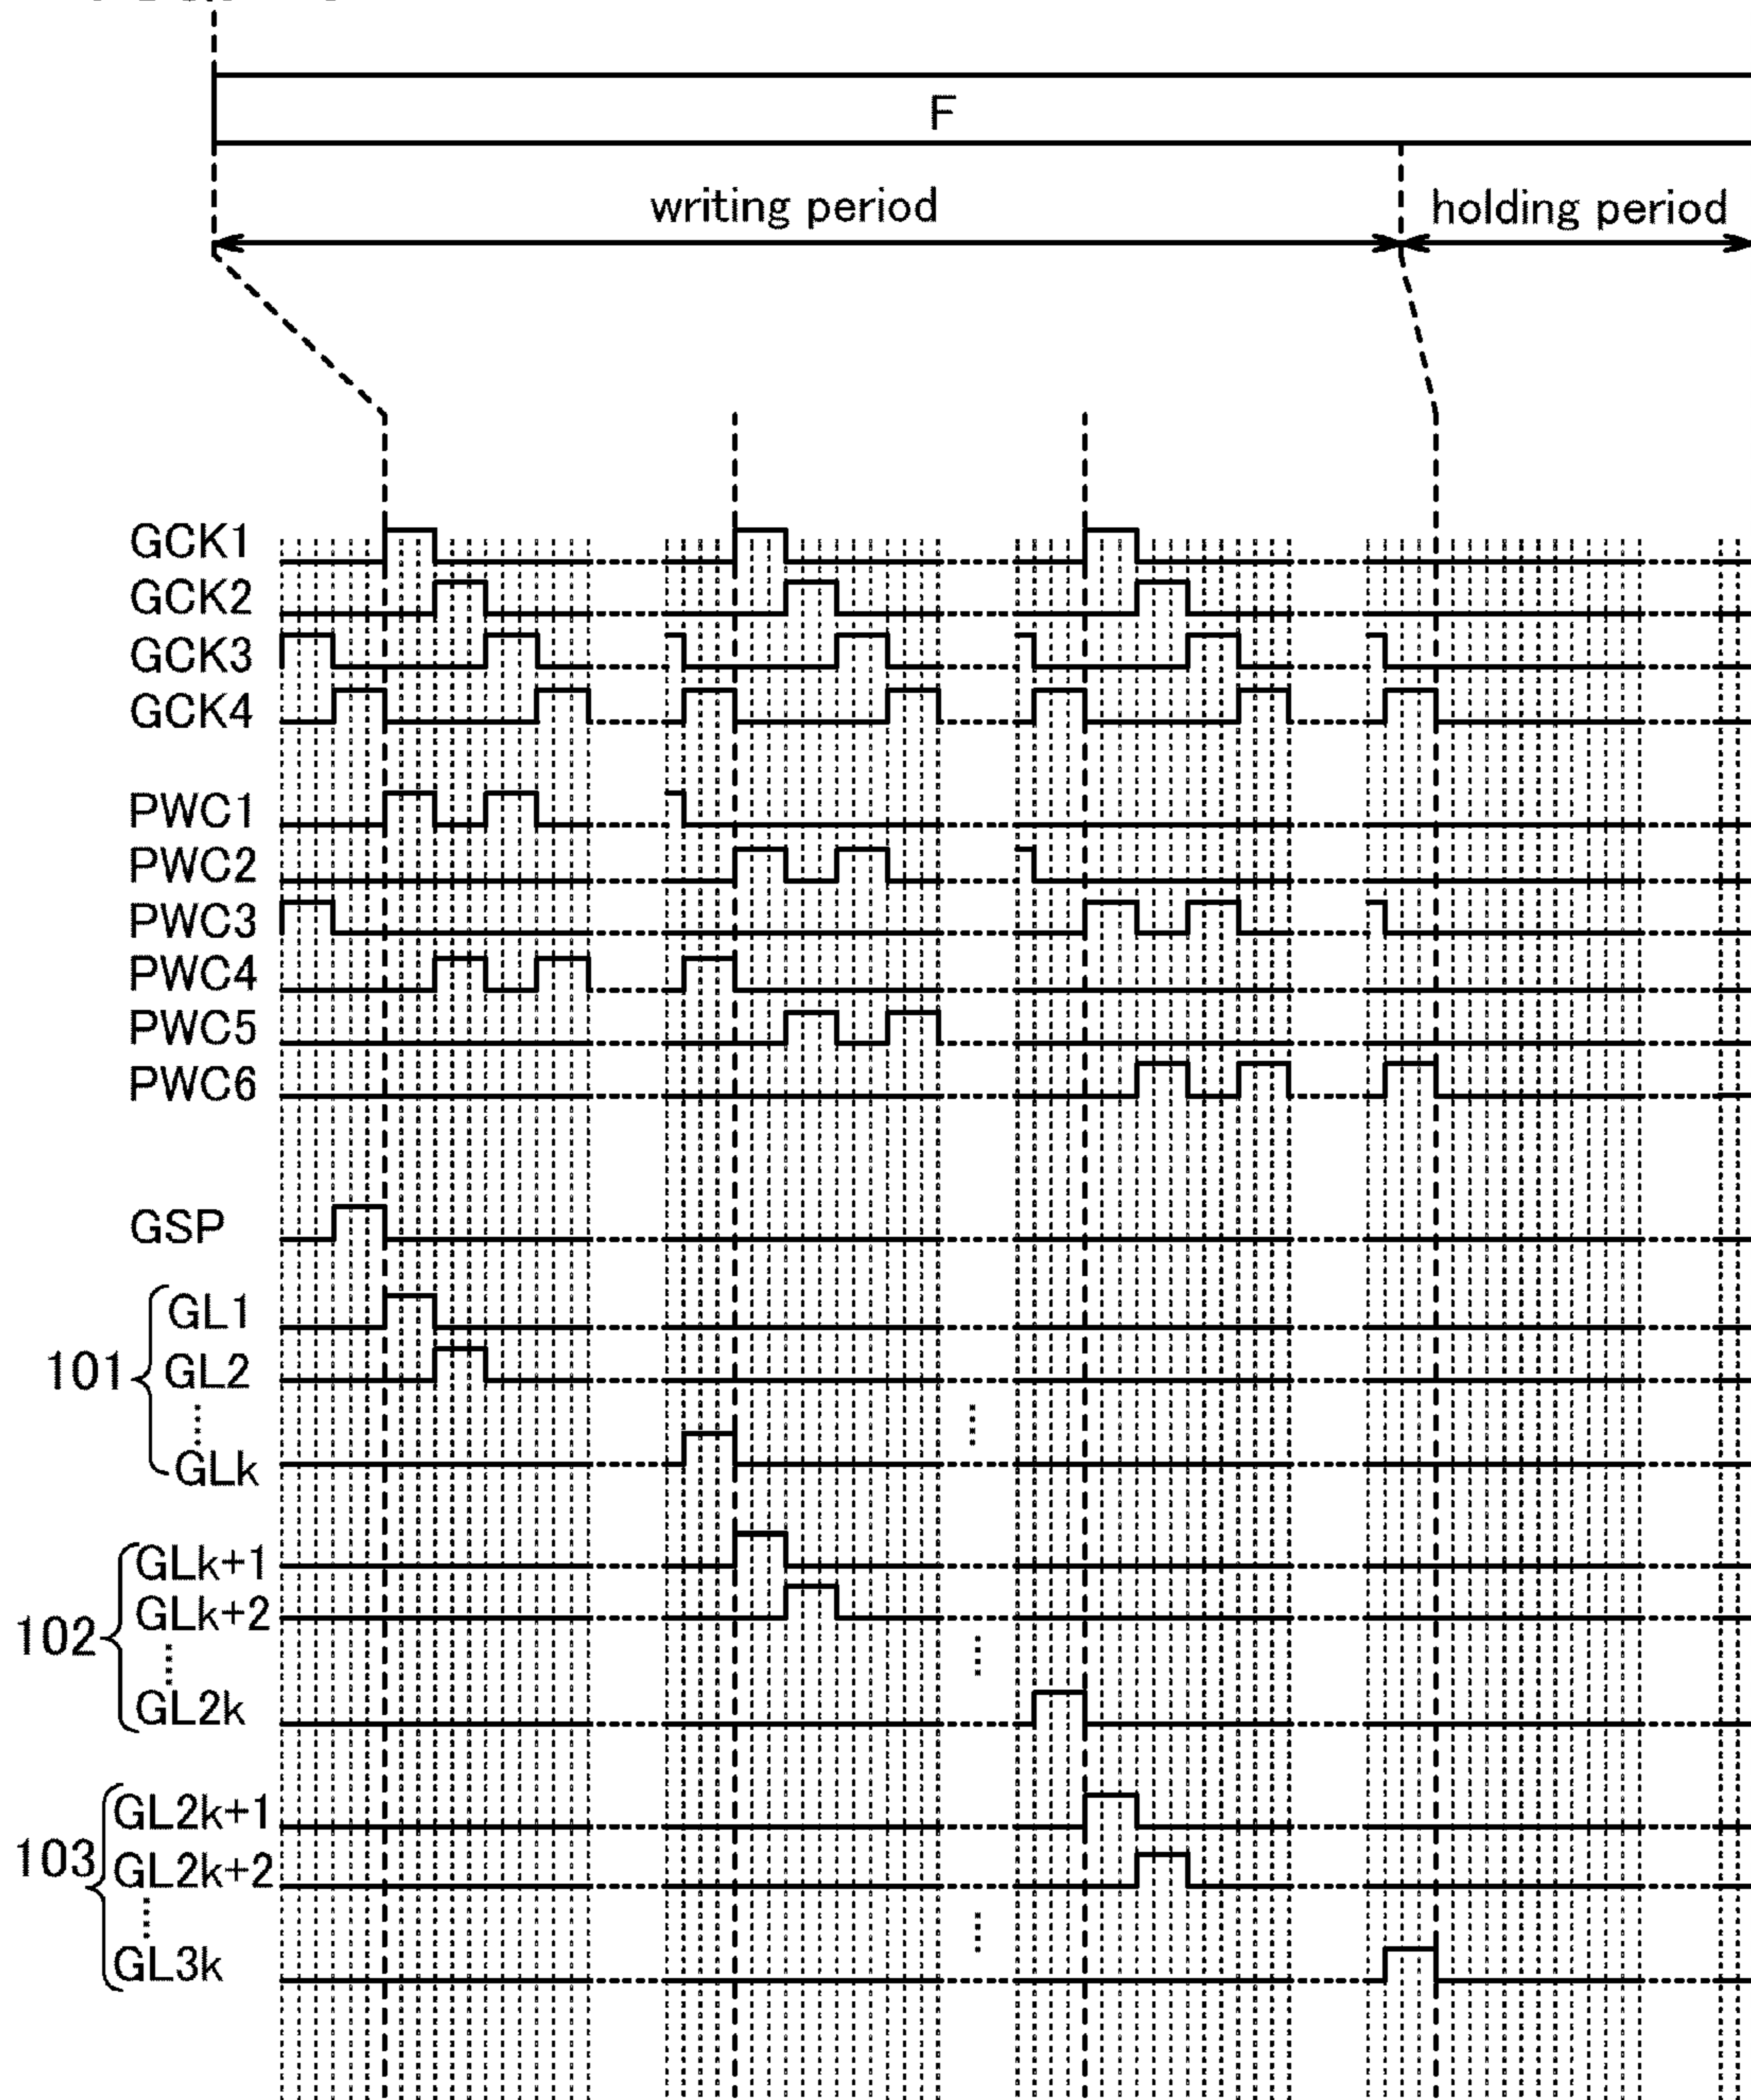 F
writing period
holding period
GCK1
GCK2
GCK3
GCK4
PWC1
PWC2
PWC3
PWC4
PWC5
PWC6
GSP
101
GL1
GL2
GLk
102
GLk+1
GLk+2
GL2k
103
GL2k+1
GL2k+2
GL3k